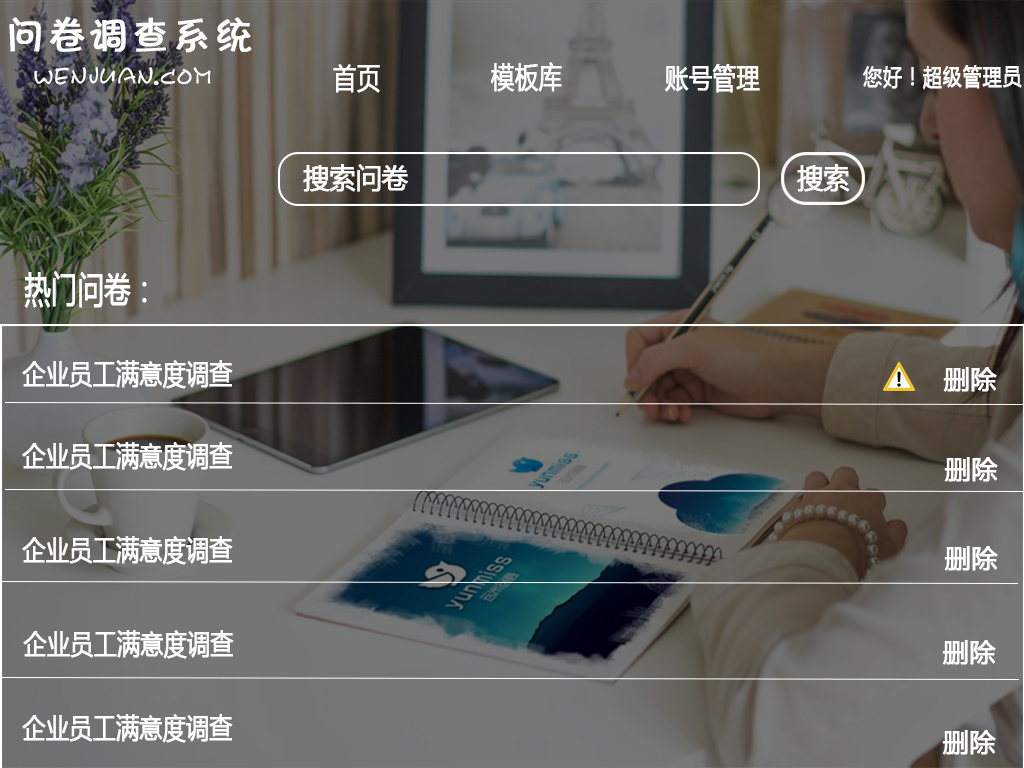 问卷调查系统
WENJUAN.COM
首页 模板库 账号管理 您好！超级管理员
搜索问卷 搜索
热门问卷：
企业员工满意度调查 删除
企业员工满意度调查 删除
yunmiss
企业员工满意度调查 删除
yunmiss
企业员工满意度调查 删除
企业员工满意度调查 删除